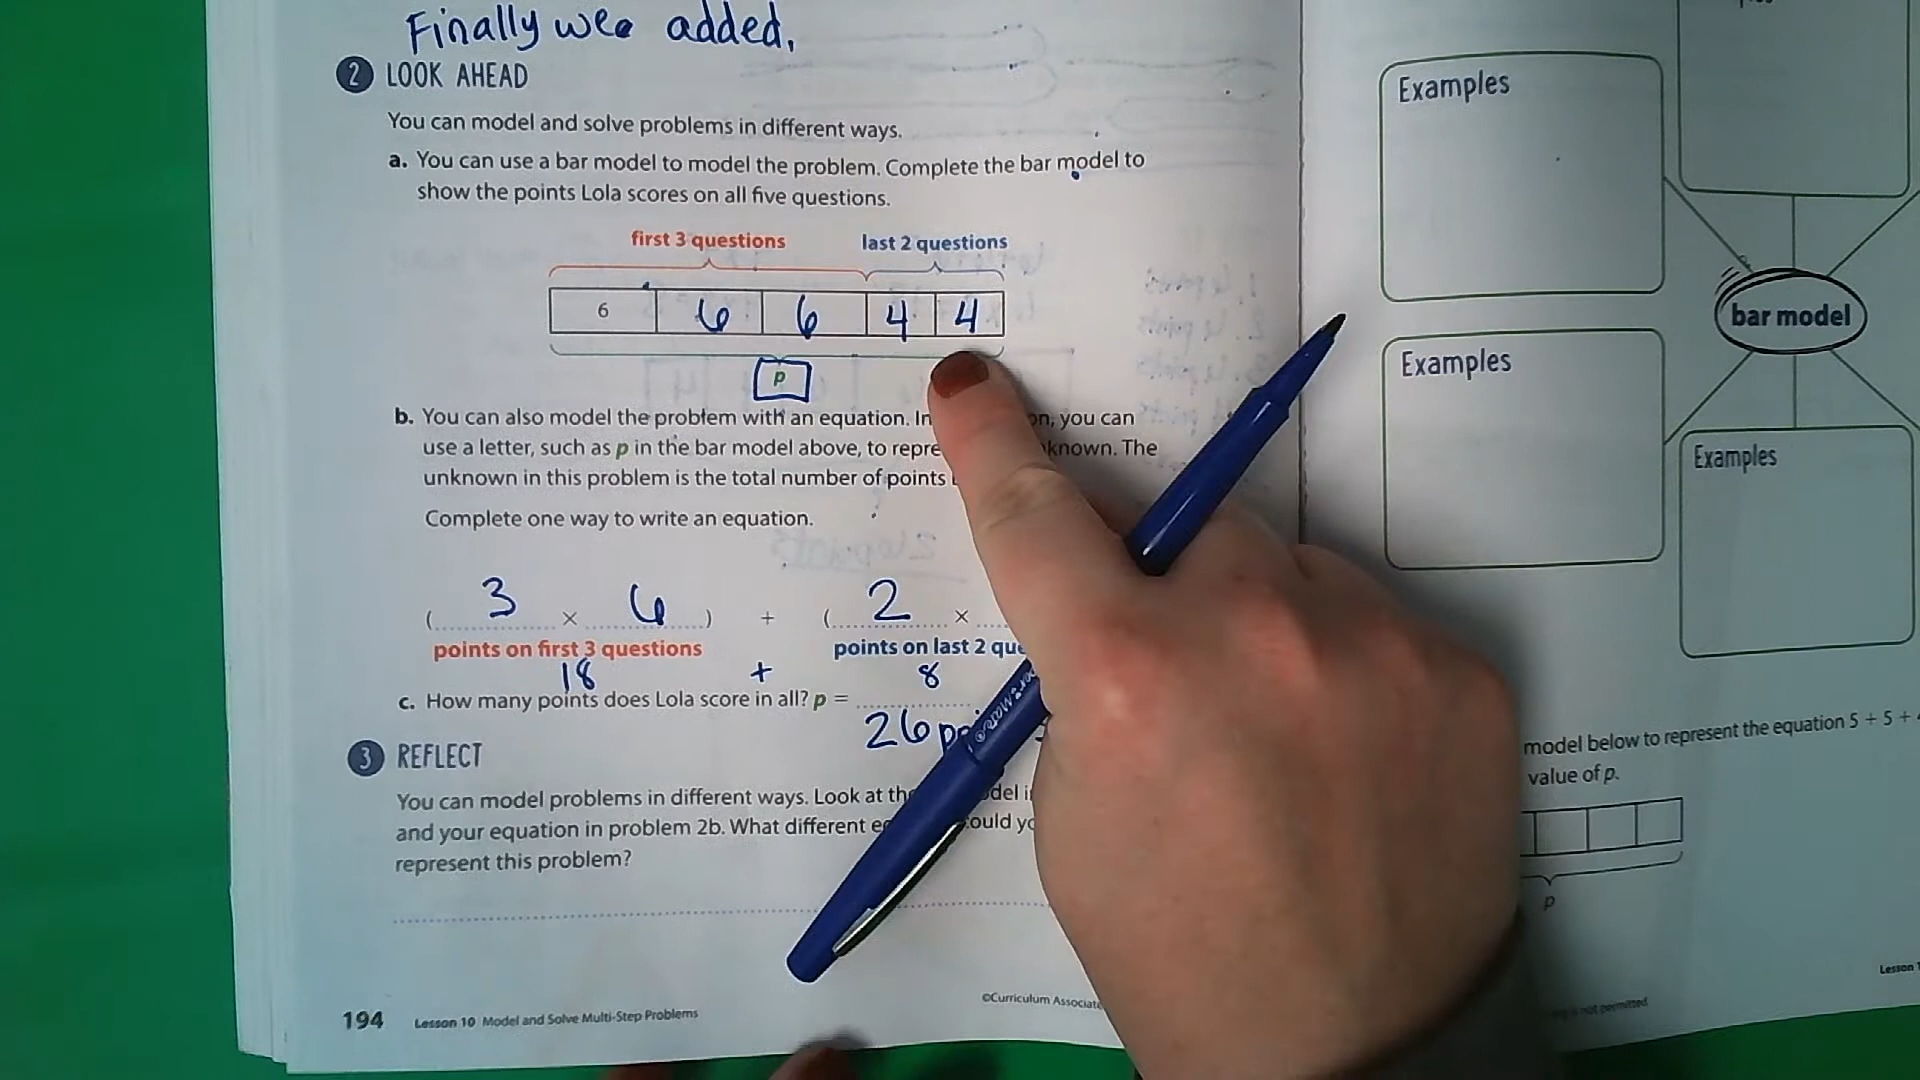 Finally we added.
2 LOOK AHEAD
You can model and solve problems in different ways.
a. You can use a bar model to model the problem. Complete the bar model to
show the points Lola scores on all five questions.
first 3 questions last 2 questions
6 6 6 4 4
p
b. You can also model the problem with an equation. In you can
use a letter, such as p in the bar model above, to The
unknown in this problem is the total number of points
Complete one way to write an equation.
( 3 × 6 ) + ( 2 ×
points on first 3 questions points on last 2
18 + 8
c. How many points does Lola score in all? p =
26
3 REFLECT
You can model problems in different ways. Look at
and your equation in problem 2b. What different
represent this problem?
194 Lesson 10 Model and Solve Multi-Step Problems
©Curriculum
Examples
Examples
bar model
Examples
model below to represent the equation 5 + 5 +
value of p.
p
Lesson
is not permitted